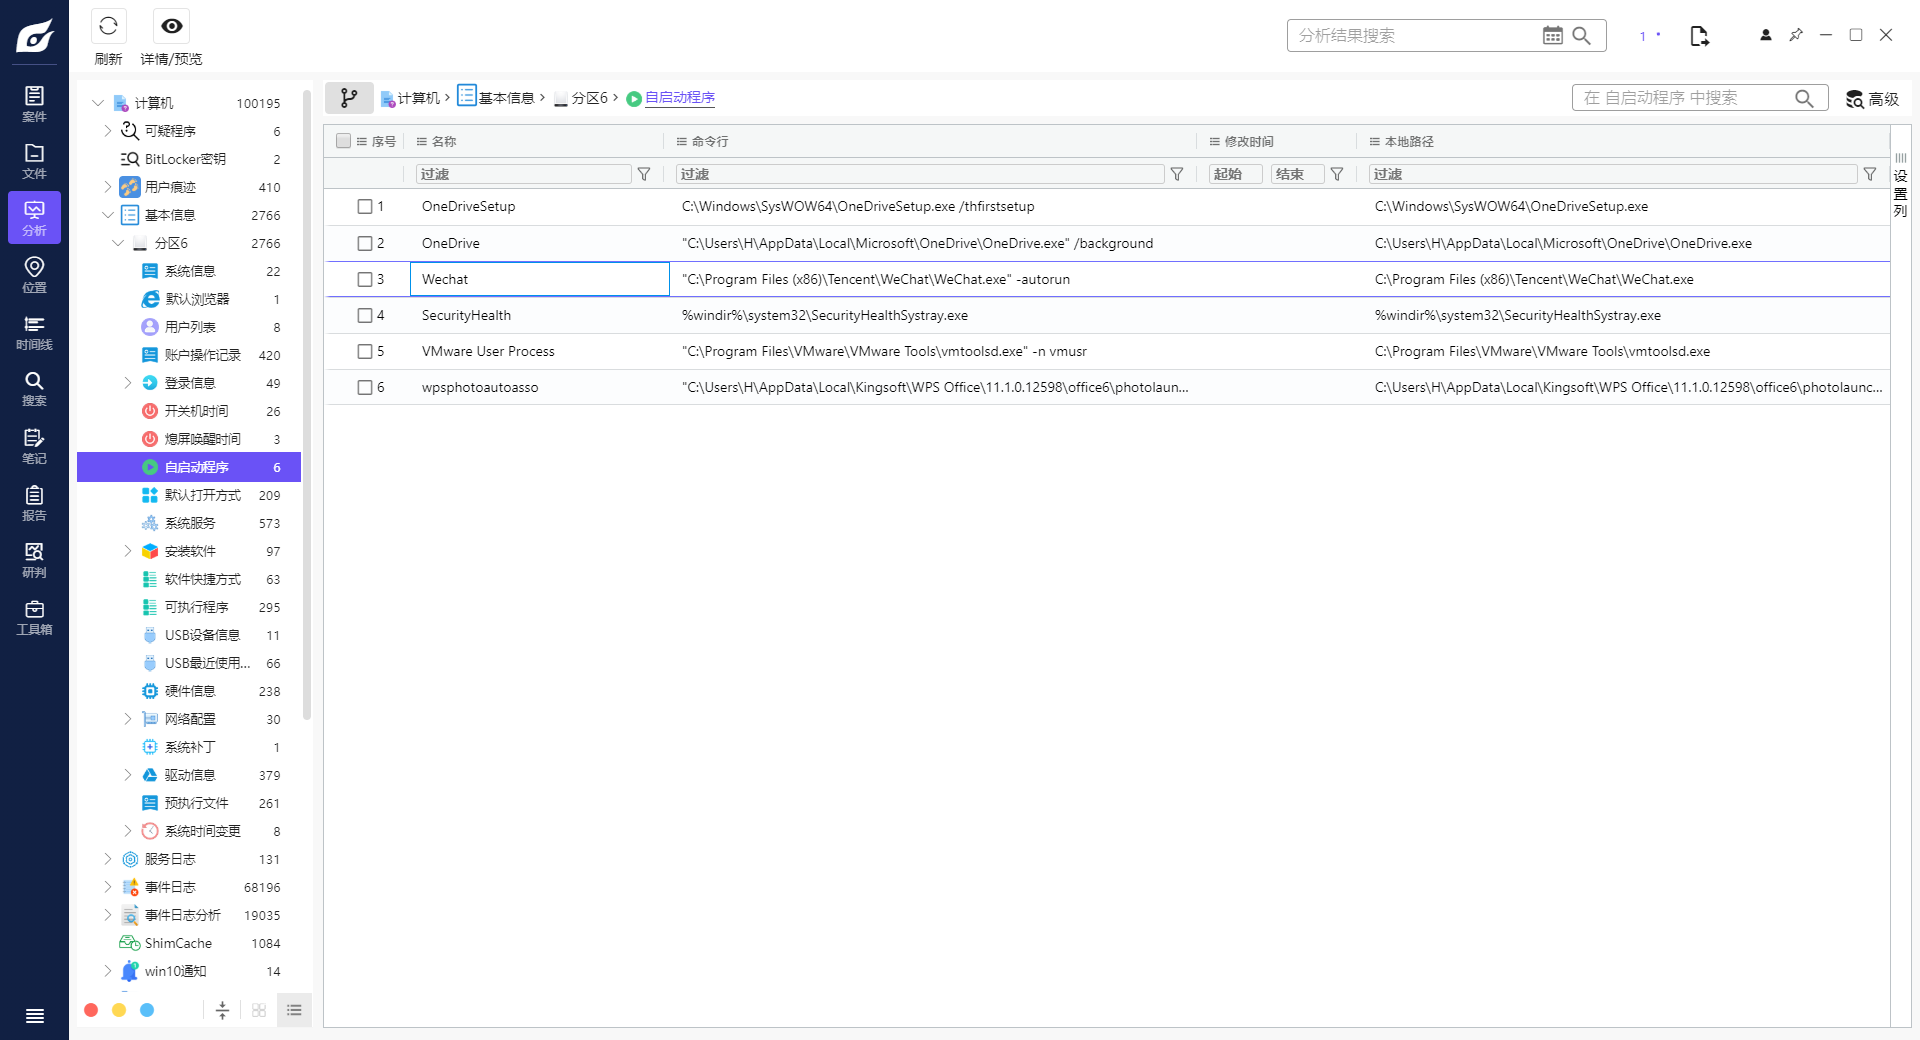 刷新
详情/预览
分析结果搜索
1
案件
文件
分析
位置
时间线
搜索
笔记
报告
研判
工具箱
计算机 100195
可疑程序 6
BitLocker密钥 2
用户痕迹 410
基本信息 2766
分区6 2766
系统信息 22
默认浏览器 1
用户列表 8
账户操作记录 420
登录信息 49
开关机时间 26
熄屏唤醒时间 3
自启动程序 6
默认打开方式 209
系统服务 573
安装软件 97
软件快捷方式 63
可执行程序 295
USB设备信息 11
USB最近使用... 66
硬件信息 238
网络配置 30
系统补丁 1
驱动信息 379
预执行文件 261
系统时间变更 8
服务日志 131
事件日志 68196
事件日志分析 19035
ShimCache 1084
win10通知 14
计算机 > 基本信息 > 分区6 > 自启动程序
在 自启动程序 中搜索
高级
序号 名称 命令行 修改时间 本地路径
过滤 过滤 起始 结束 过滤
1 OneDriveSetup C:\Windows\SysWOW64\OneDriveSetup.exe /thfirstsetup C:\Windows\SysWOW64\OneDriveSetup.exe
2 OneDrive "C:\Users\H\AppData\Local\Microsoft\OneDrive\OneDrive.exe" /background C:\Users\H\AppData\Local\Microsoft\OneDrive\OneDrive.exe
3 Wechat "C:\Program Files (x86)\Tencent\WeChat\WeChat.exe" -autorun C:\Program Files (x86)\Tencent\WeChat\WeChat.exe
4 SecurityHealth %windir%\system32\SecurityHealthSystray.exe %windir%\system32\SecurityHealthSystray.exe
5 VMware User Process "C:\Program Files\VMware\VMware Tools\vmtoolsd.exe" -n vmusr C:\Program Files\VMware\VMware Tools\vmtoolsd.exe
6 wpsphotoautoasso "C:\Users\H\AppData\Local\Kingsoft\WPS Office\11.1.0.12598\office6\photolaun... C:\Users\H\AppData\Local\Kingsoft\WPS Office\11.1.0.12598\office6\photolaunc...
设置列